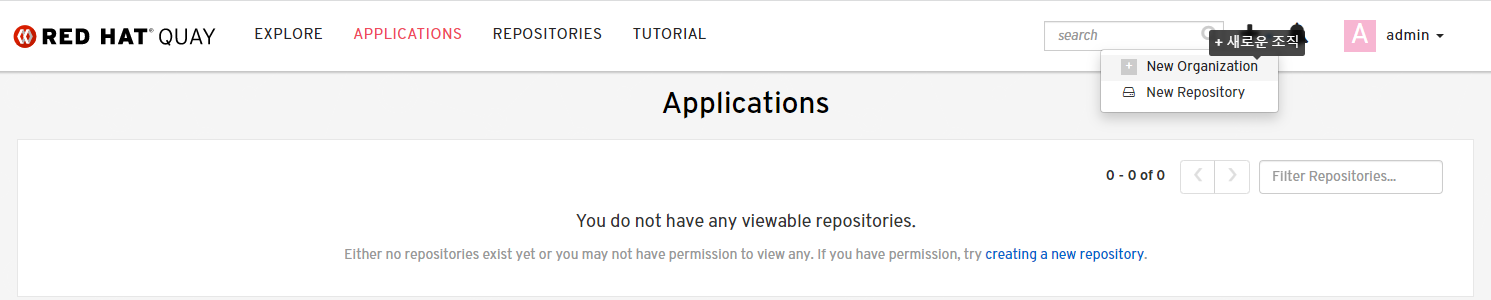 RED HAT® QUAY EXPLORE APPLICATIONS REPOSITORIES TUTORIAL search A admin
+ 새로운 조직
+ New Organization
New Repository
Applications
0 - 0 of 0 Filter Repositories...
You do not have any viewable repositories.
Either no repositories exist yet or you may not have permission to view any. If you have permission, try creating a new repository.